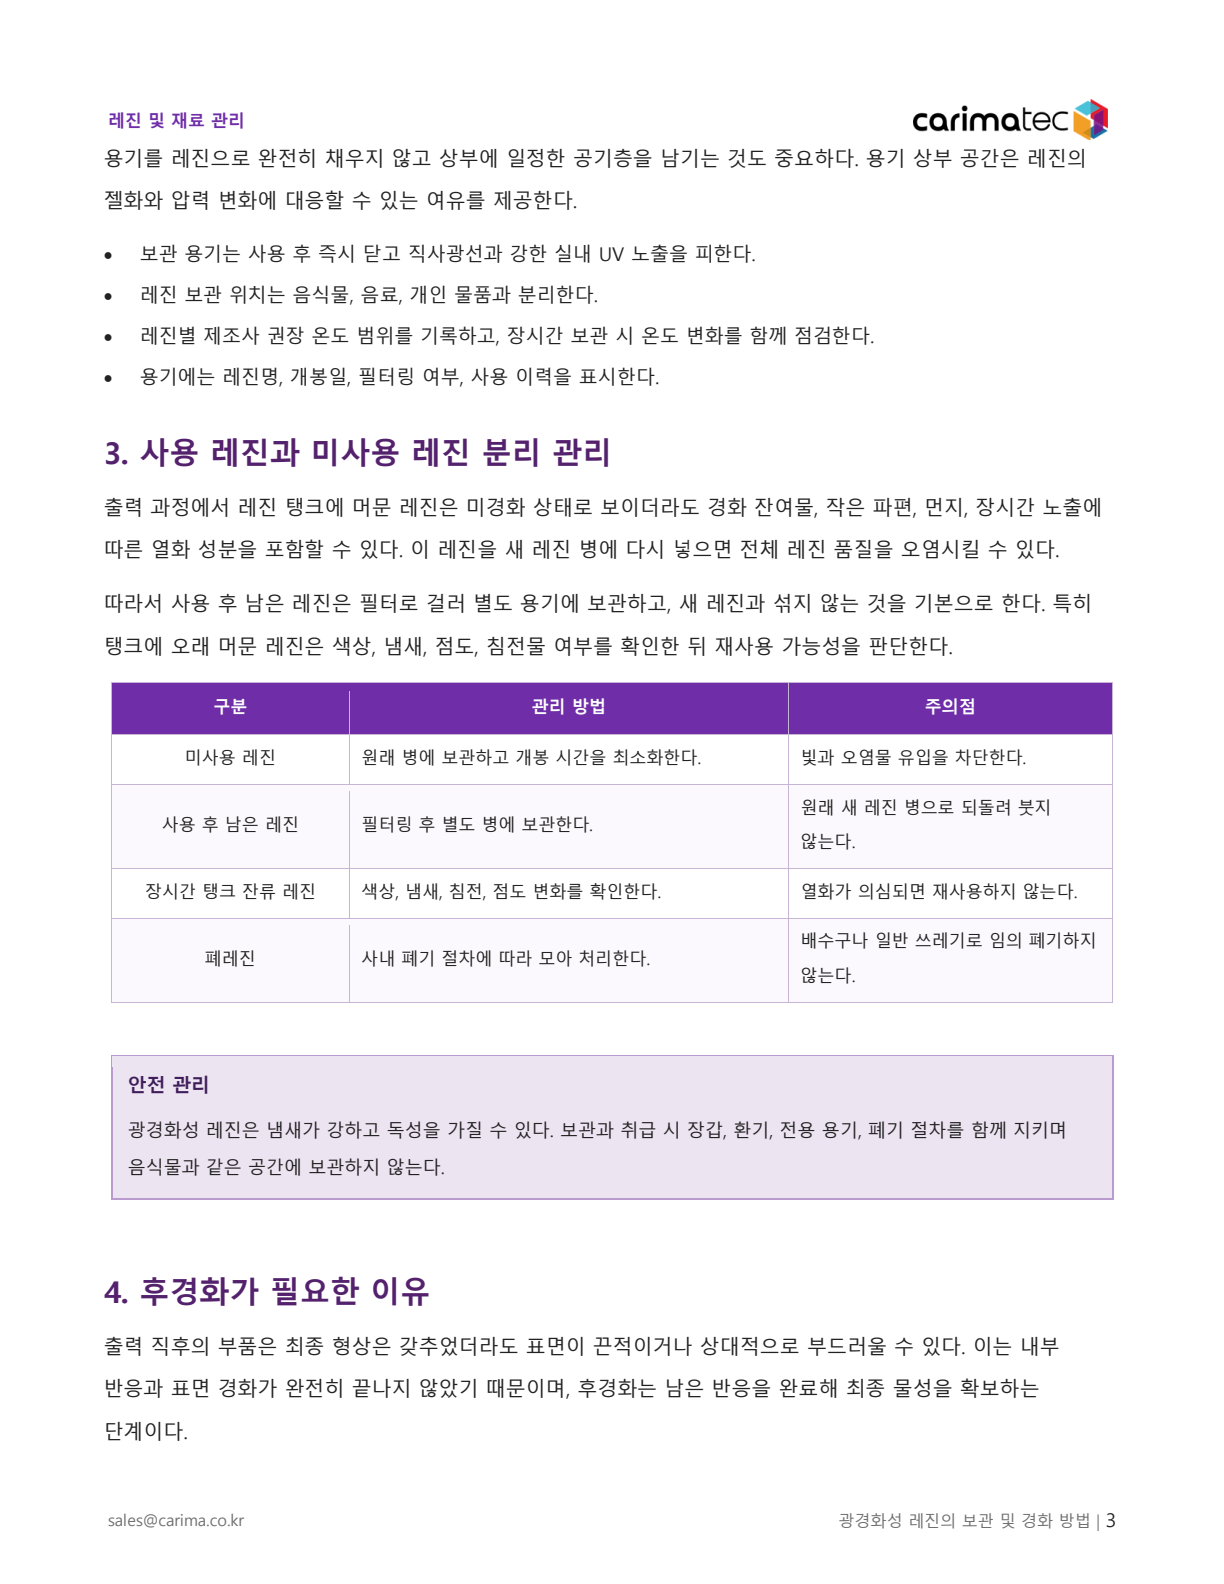 레진 및 재료 관리
carimatec
용기를 레진으로 완전히 채우지 않고 상부에 일정한 공기층을 남기는 것도 중요하다. 용기 상부 공간은 레진의
젤화와 압력 변화에 대응할 수 있는 여유를 제공한다.
• 보관 용기는 사용 후 즉시 닫고 직사광선과 강한 실내 UV 노출을 피한다.
• 레진 보관 위치는 음식물, 음료, 개인 물품과 분리한다.
• 레진별 제조사 권장 온도 범위를 기록하고, 장시간 보관 시 온도 변화를 함께 점검한다.
• 용기에는 레진명, 개봉일, 필터링 여부, 사용 이력을 표시한다.
3. 사용 레진과 미사용 레진 분리 관리
출력 과정에서 레진 탱크에 머문 레진은 미경화 상태로 보이더라도 경화 잔여물, 작은 파편, 먼지, 장시간 노출에
따른 열화 성분을 포함할 수 있다. 이 레진을 새 레진 병에 다시 넣으면 전체 레진 품질을 오염시킬 수 있다.
따라서 사용 후 남은 레진은 필터로 걸러 별도 용기에 보관하고, 새 레진과 섞지 않는 것을 기본으로 한다. 특히
탱크에 오래 머문 레진은 색상, 냄새, 점도, 침전물 여부를 확인한 뒤 재사용 가능성을 판단한다.
구분 관리 방법 주의점
미사용 레진 원래 병에 보관하고 개봉 시간을 최소화한다. 빛과 오염물 유입을 차단한다.
사용 후 남은 레진 필터링 후 별도 병에 보관한다. 원래 새 레진 병으로 되돌려 붓지
않는다.
장시간 탱크 잔류 레진 색상, 냄새, 침전, 점도 변화를 확인한다. 열화가 의심되면 재사용하지 않는다.
폐레진 사내 폐기 절차에 따라 모아 처리한다. 배수구나 일반 쓰레기로 임의 폐기하지
않는다.
안전 관리
광경화성 레진은 냄새가 강하고 독성을 가질 수 있다. 보관과 취급 시 장갑, 환기, 전용 용기, 폐기 절차를 함께 지키며
음식물과 같은 공간에 보관하지 않는다.
4. 후경화가 필요한 이유
출력 직후의 부품은 최종 형상은 갖추었더라도 표면이 끈적이거나 상대적으로 부드러울 수 있다. 이는 내부
반응과 표면 경화가 완전히 끝나지 않았기 때문이며, 후경화는 남은 반응을 완료해 최종 물성을 확보하는
단계이다.
sales@carima.co.kr
광경화성 레진의 보관 및 경화 방법 | 3